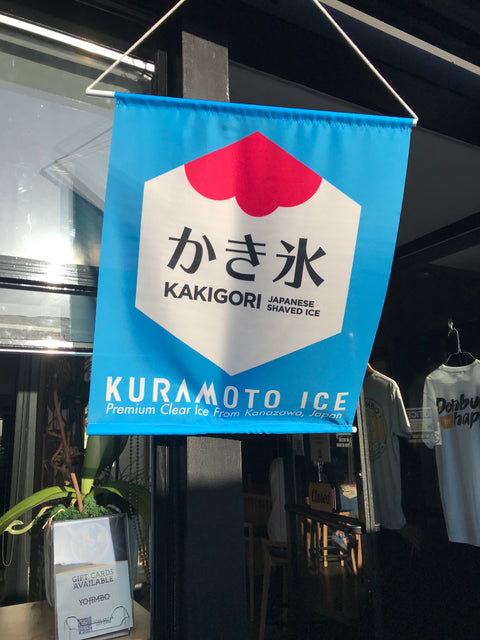 かき氷
KAKIGORI
JAPANESE
SHAVED ICE
KURAMOTO ICE
Premium Clear Ice From Kanazawa, Japan
GIFT CARDS
AVAILABLE
YOJIMBO
Closed